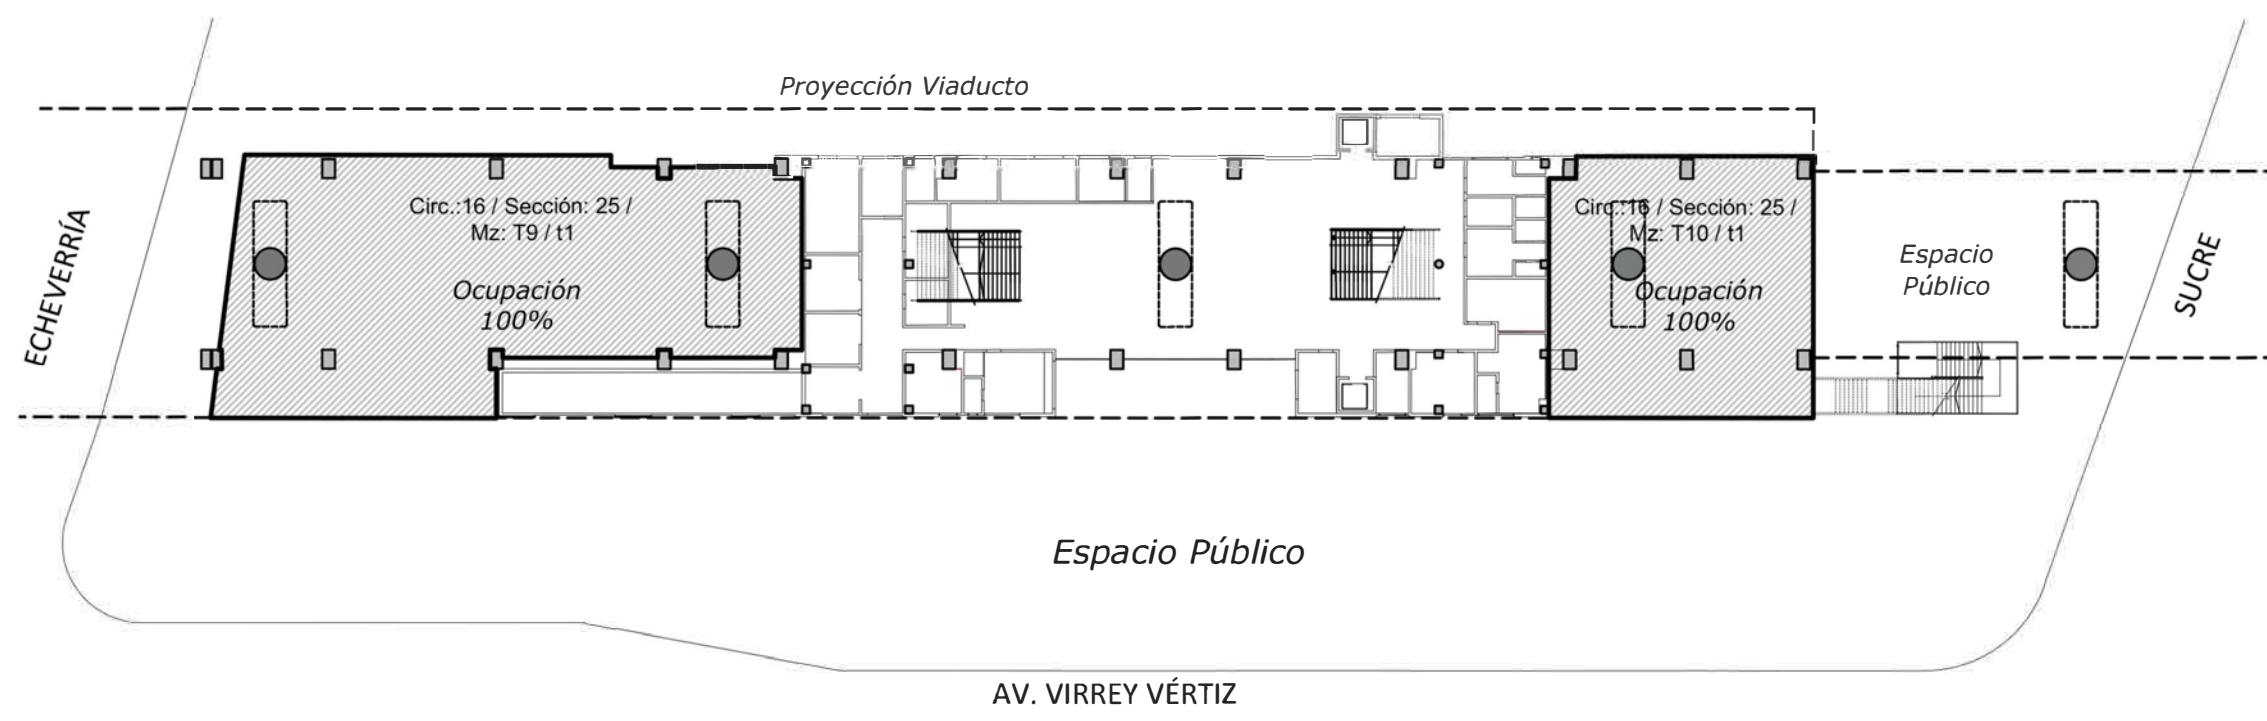 Proyección Viaducto
ECHEVERRÍA
Circ.:16 / Sección: 25 /
Mz: T9 / t1
Ocupación
100%
Circ.:16 / Sección: 25 /
Mz: T10 / t1
Ocupación
100%
Espacio
Público
SUCRE
Espacio Público
AV. VIRREY VÉRTIZ